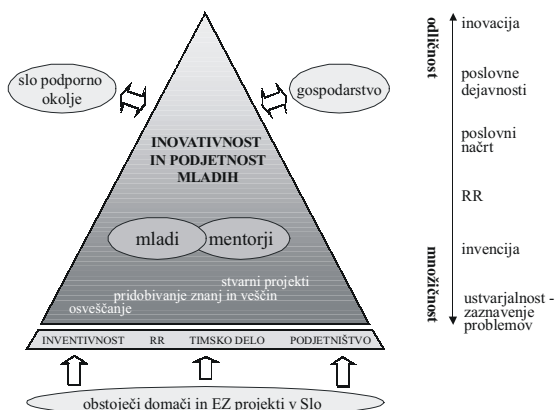 odličnost
inovacija
slo podporno
okolje
gospodarstvo
poslovne
dejavnosti
INOVATIVNOST
IN PODJETNOST
MLADIH
poslovni
načrt
RR
mladi
mentorji
invencija
množičnost
stvarni projekti
pridobivanje znanj in veščin
osveščanje
ustvarjalnost -
zaznavenje
problemov
INVENTIVNOST RR TIMSKO DELO PODJETNIŠTVO
obstoječi domači in EZ projekti v Slo